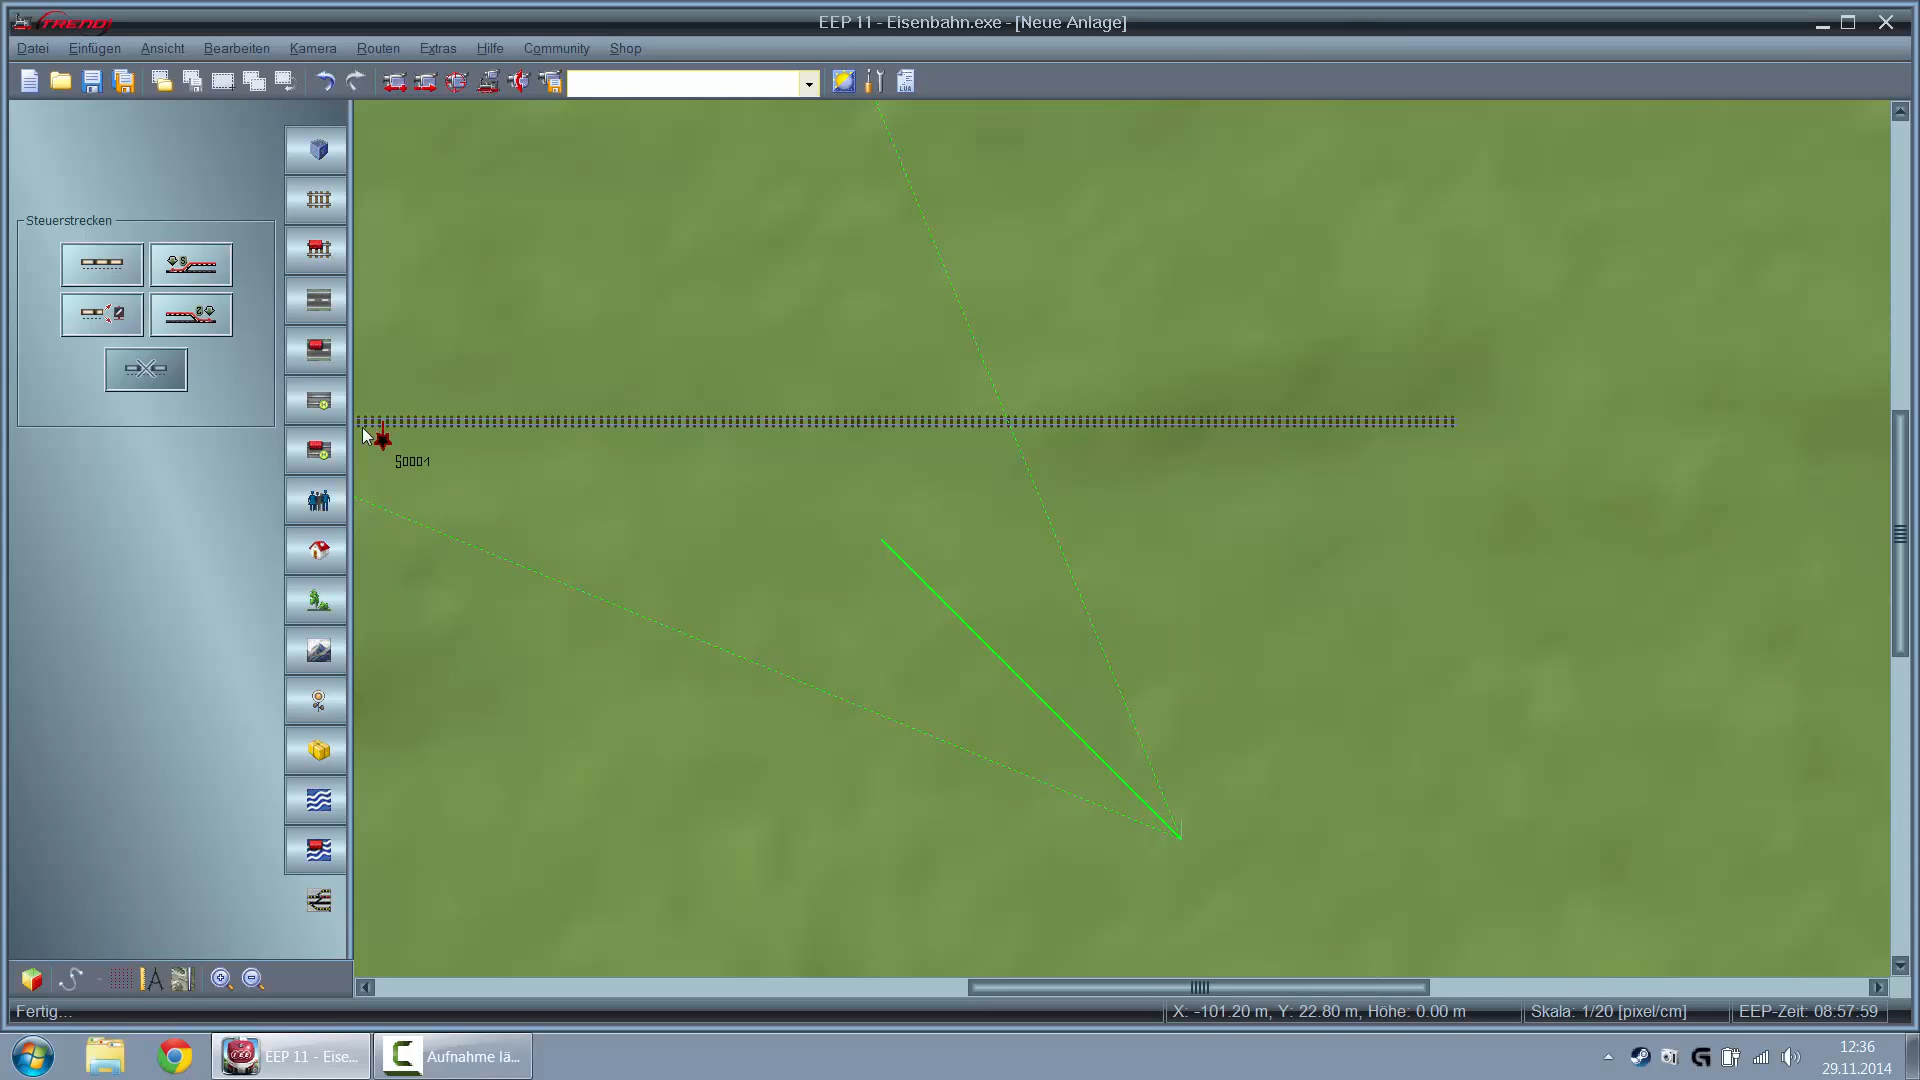 TREND
EEP 11 - Eisenbahn.exe - [Neue Anlage]
Datei Einfügen Ansicht Bearbeiten Kamera Routen Extras Hilfe Community Shop
LUA
Steuerstrecken
S0001
Fertig...
X: -101.20 m, Y: 22.80 m, Höhe: 0.00 m
Skala: 1/20 [pixel/cm]
EEP-Zeit: 08:57:59
EEP 11 - Eise...
Aufnahme lä...
12:36
29.11.2014